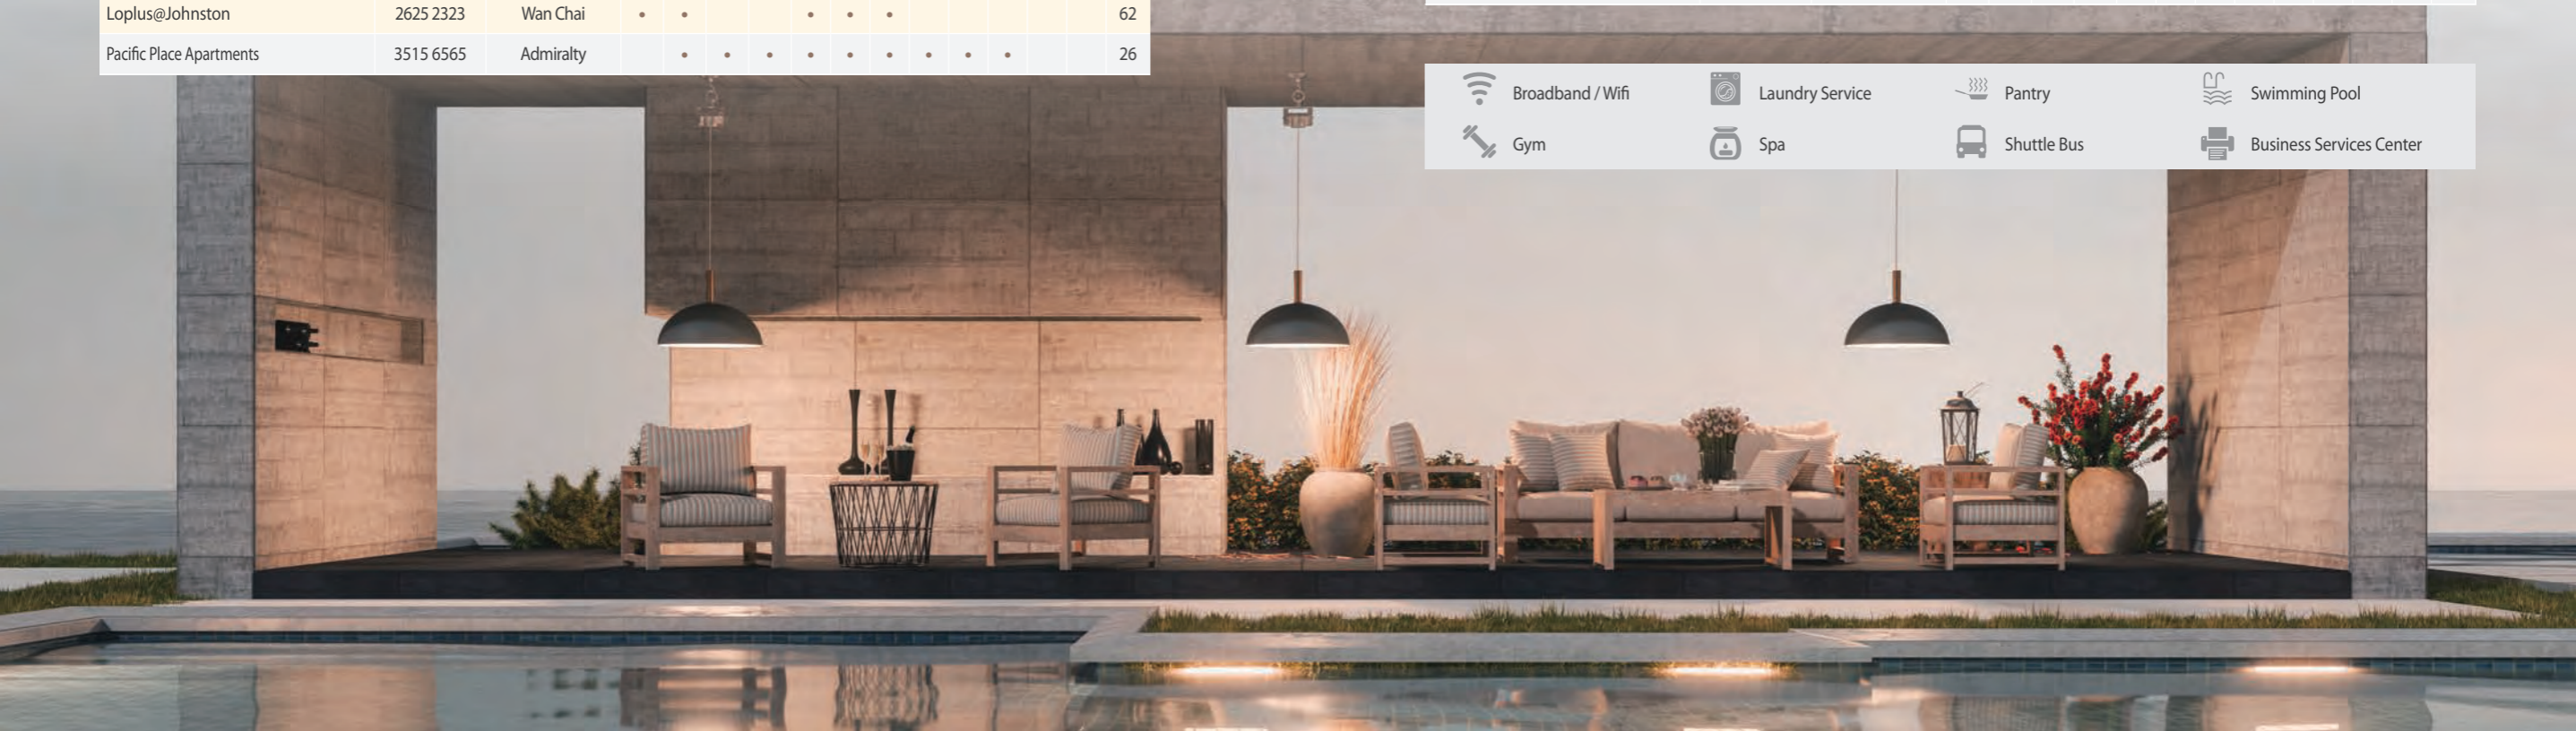 Loplus@Johnston 2625 2323 Wan Chai • • • • • 62
Pacific Place Apartments 3515 6565 Admiralty • • • • • • • • • 26
Broadband / Wifi Laundry Service Pantry Swimming Pool
Gym Spa Shuttle Bus Business Services Center